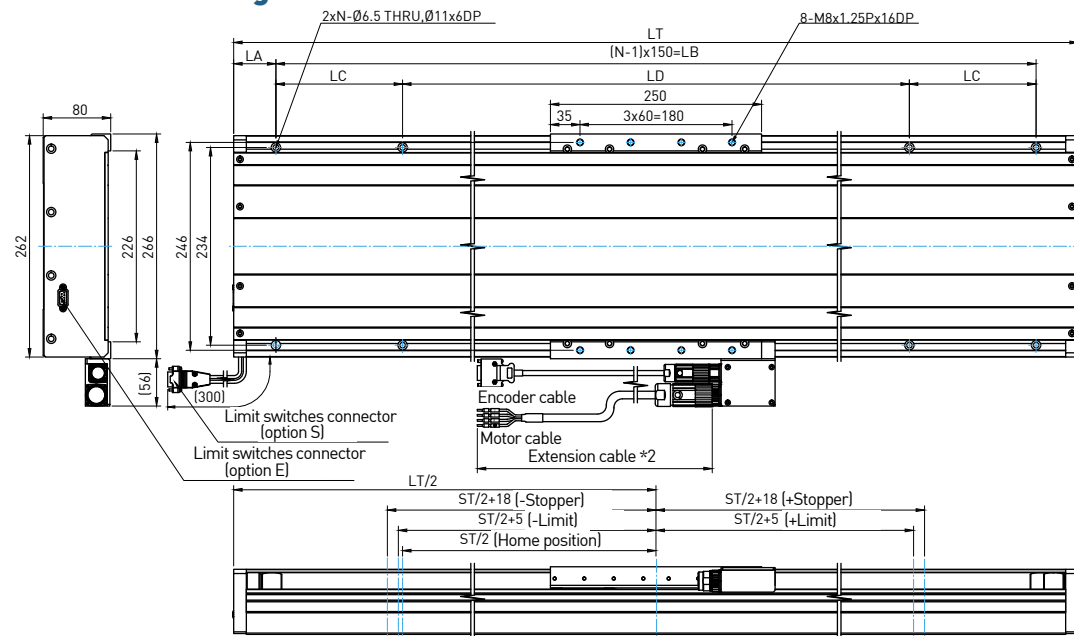 2xN-Ø6.5 THRU,Ø11x6DP
8-M8x1.25Px16DP
LT
(N-1)x150=LB
LA
LC
LD
LC
250
35
3x60=180
80
262
226
266
246
234
(56)
(300)
Encoder cable
Limit switches connector
(option S)
Motor cable
Limit switches connector
(option E)
Extension cable *2
LT/2
ST/2+18 (-Stopper)
ST/2+18 (+Stopper)
ST/2+5 (-Limit)
ST/2+5 (+Limit)
ST/2 (Home position)